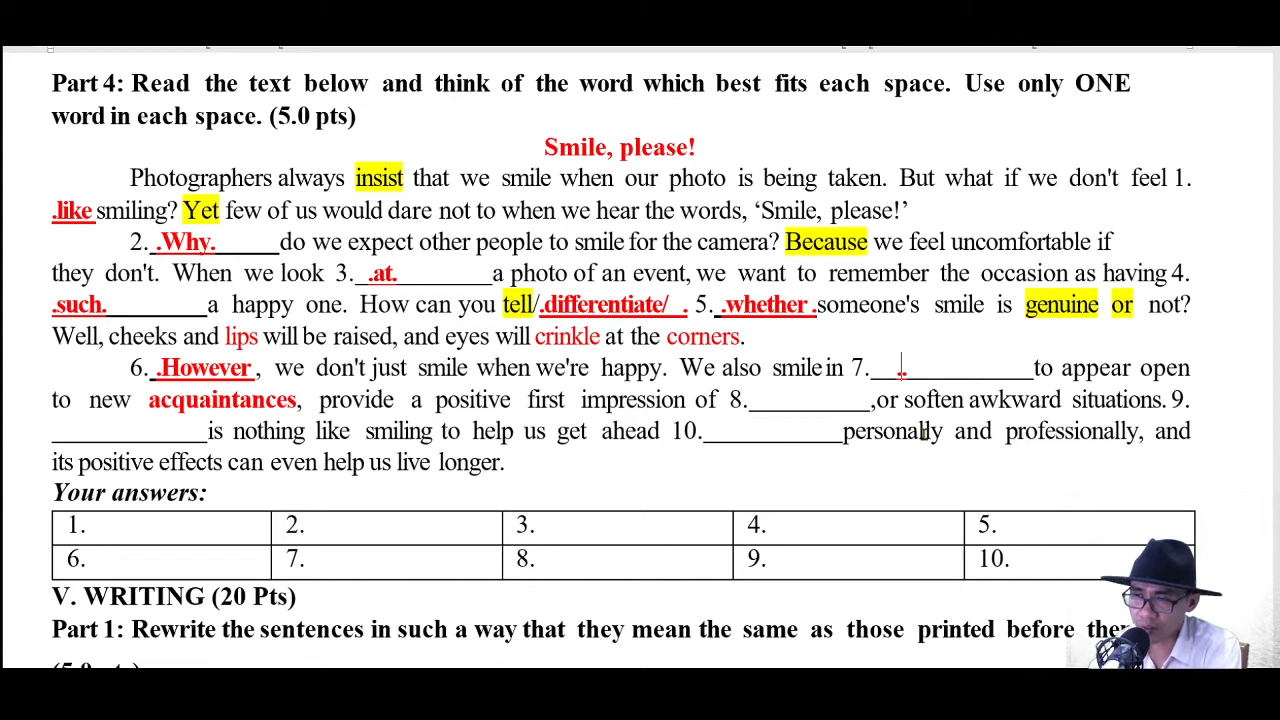 Part 4: Read the text below and think of the word which best fits each space. Use only ONE
word in each space. (5.0 pts)
Smile, please!
Photographers always insist that we smile when our photo is being taken. But what if we don't feel 1.
.like smiling? Yet few of us would dare not to when we hear the words, ‘Smile, please!’
2. .Why. do we expect other people to smile for the camera? Because we feel uncomfortable if
they don't. When we look 3. .at. a photo of an event, we want to remember the occasion as having 4.
.such. a happy one. How can you tell/.differentiate/ . 5. .whether .someone's smile is genuine or not?
Well, cheeks and lips will be raised, and eyes will crinkle at the corners.
6. .However , we don't just smile when we're happy. We also smile in 7. .. to appear open
to new acquaintances, provide a positive first impression of 8.__________,or soften awkward situations. 9.
_____________is nothing like smiling to help us get ahead 10.___________personally and professionally, and
its positive effects can even help us live longer.
Your answers:
1. 2. 3. 4. 5.
6. 7. 8. 9. 10.
V. WRITING (20 Pts)
Part 1: Rewrite the sentences in such a way that they mean the same as those printed before